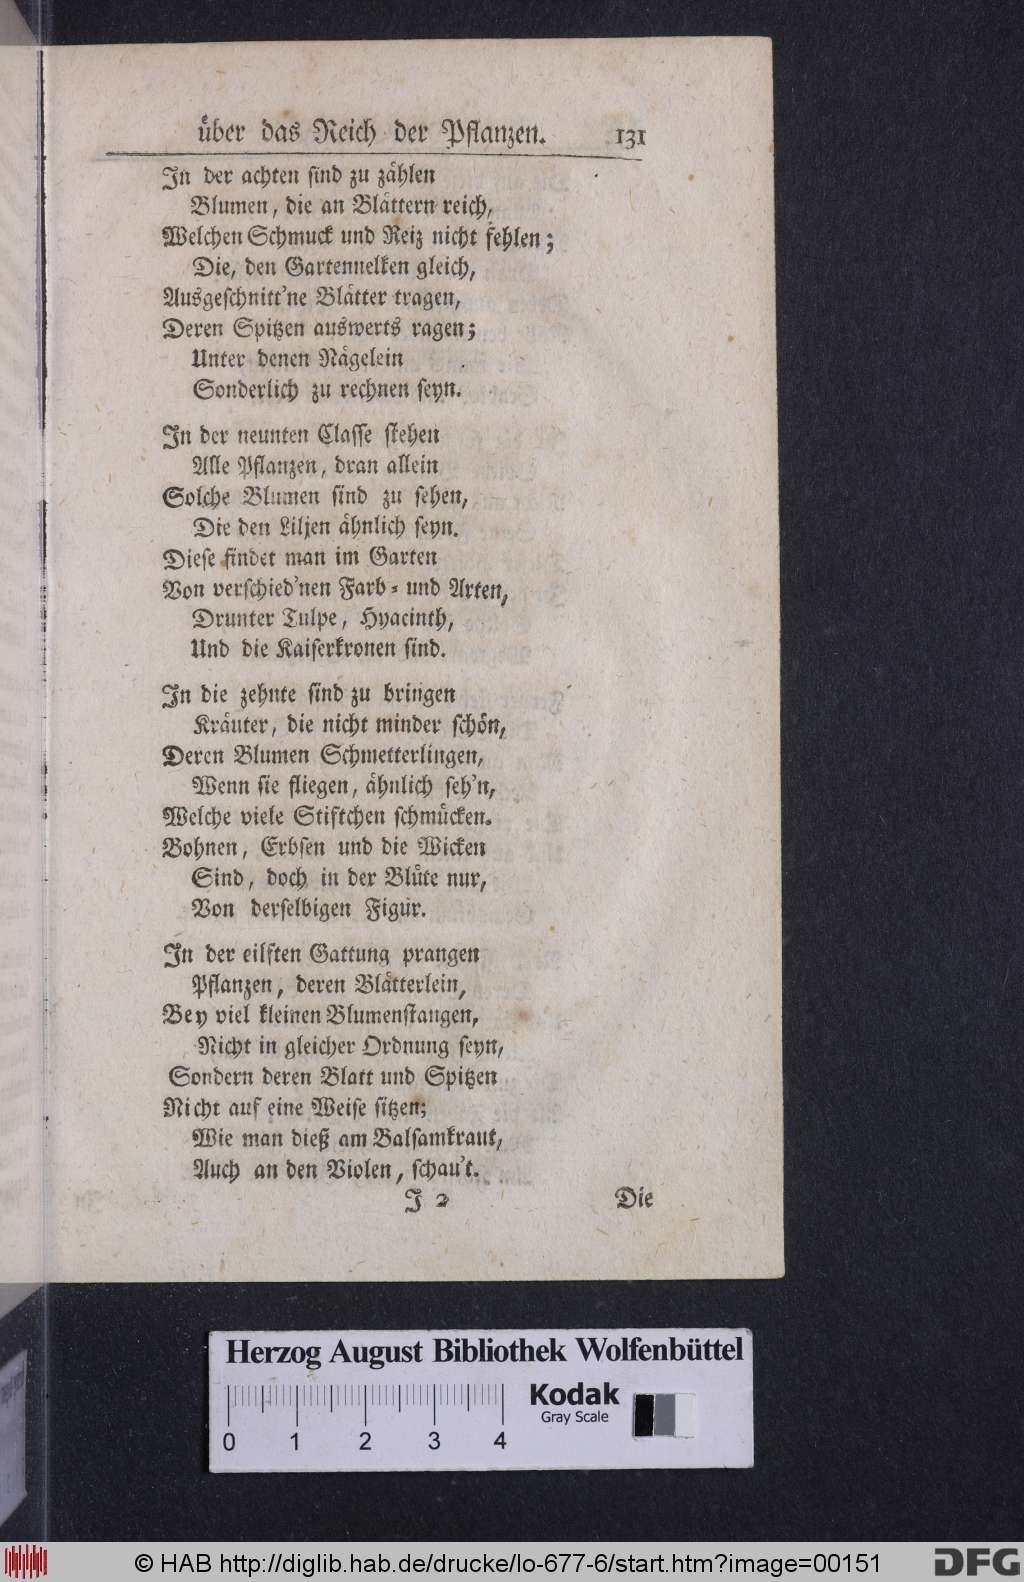 über das Reich der Pflanzen. 131
In der achten sind zu zählen
Blumen, die an Blättern reich,
Welchen Schmuck und Reiz nicht fehlen;
Die, den Gartennelken gleich,
Ausgeschnitt'ne Blätter tragen,
Deren Spitzen auswerts ragen;
Unter denen Nägelein
Sonderlich zu rechnen seyn.
In der neunten Classe stehen
Alle Pflanzen, dran allein
Solche Blumen sind zu sehen,
Die den Liljen ähnlich seyn.
Diese findet man im Garten
Von verschied'nen Farb- und Arten,
Drunter Tulpe, Hyacinth,
Und die Kaiserkronen sind.
In die zehnte sind zu bringen
Kräuter, die nicht minder schön,
Deren Blumen Schmetterlingen,
Wenn sie fliegen, ähnlich seh'n,
Welche viele Stiftchen schmücken.
Bohnen, Erbsen und die Wicken
Sind, doch in der Blüte nur,
Von derselbigen Figur.
In der eilften Gattung prangen
Pflanzen, deren Blätterlein,
Bey viel kleinen Blumenstangen,
Nicht in gleicher Ordnung seyn,
Sondern deren Blatt und Spitzen
Nicht auf eine Weise sitzen;
Wie man dieß am Balsamkraut,
Auch an den Violen, schau't.
J 2 Die
Herzog August Bibliothek Wolfenbüttel
Kodak
Gray Scale
0 1 2 3 4
© HAB http://diglib.hab.de/drucke/lo-677-6/start.htm?image=00151
DFG